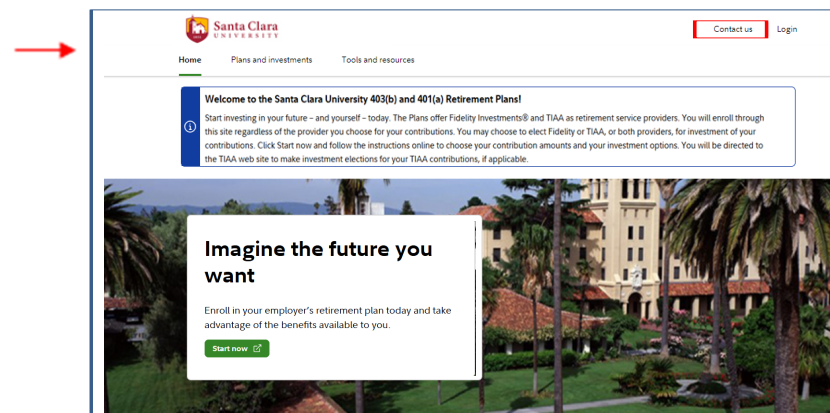 Santa Clara
UNIVERSITY
Contact us Login
Home Plans and investments Tools and resources
Welcome to the Santa Clara University 403(b) and 401(a) Retirement Plans!
Start investing in your future – and yourself – today. The Plans offer Fidelity Investments® and TIAA as retirement service providers. You will enroll through
this site regardless of the provider you choose for your contributions. You may choose to elect Fidelity or TIAA, or both providers, for investment of your
contributions. Click Start now and follow the instructions online to choose your contribution amounts and your investment options. You will be directed to
the TIAA web site to make investment elections for your TIAA contributions, if applicable.
Imagine the future you
want
Enroll in your employer's retirement plan today and take
advantage of the benefits available to you.
Start now